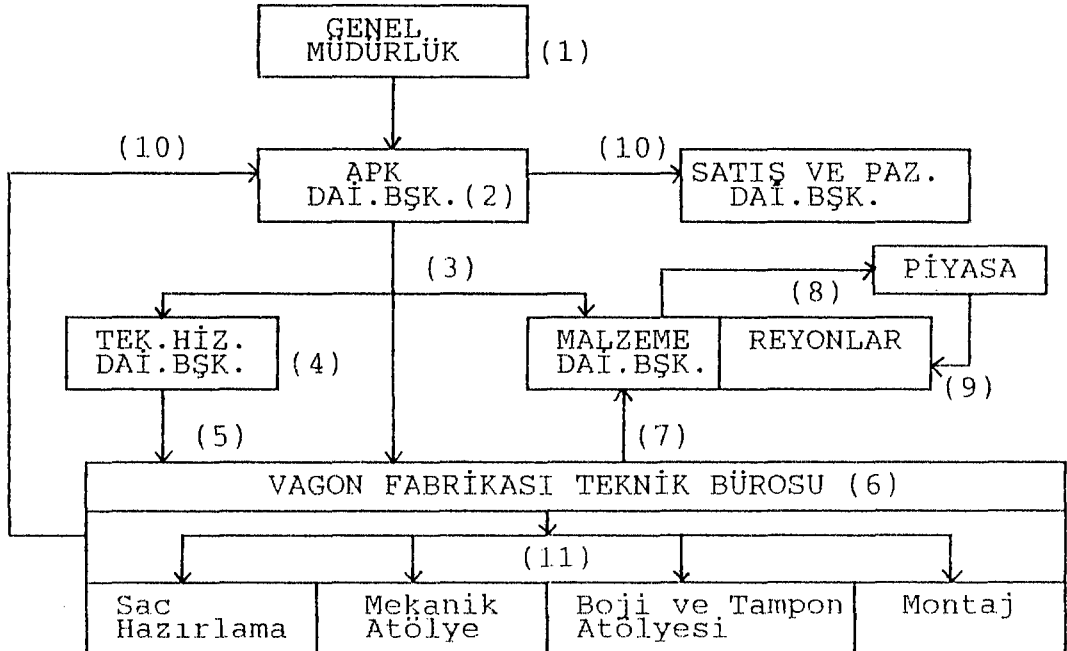 GENEL
MÜDÜRLÜK (1)
(10) (10)
APK
DAİ.BŞK.(2)
SATIŞ VE PAZ.
DAİ.BŞK.
(3)
PİYASA
(8)
TEK.HİZ.
DAİ.BŞK. (4)
MALZEME
DAİ.BŞK.
REYONLAR
(9)
(5) (7)
VAGON FABRİKASI TEKNİK BÜROSU (6)
(11)
Sac
Hazırlama
Mekanik
Atölye
Boji ve Tampon
Atölyesi
Montaj